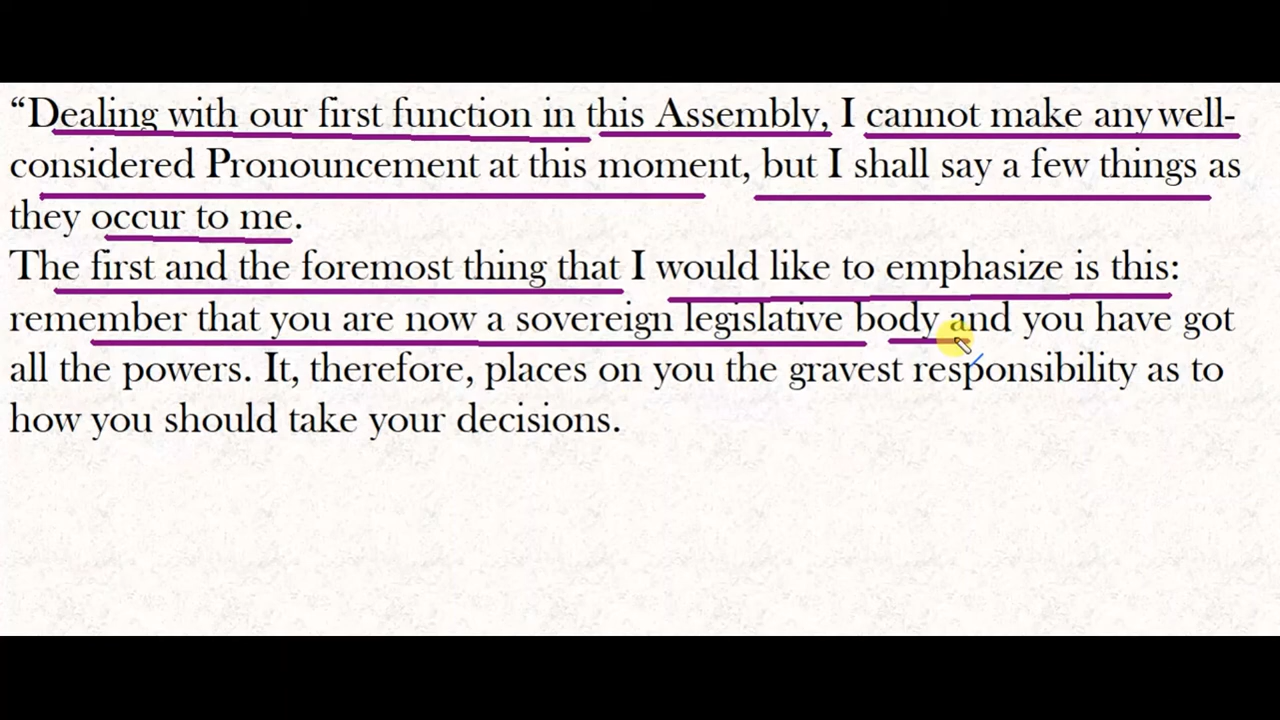 “Dealing with our first function in this Assembly, I cannot make any well-
considered Pronouncement at this moment, but I shall say a few things as
they occur to me.
The first and the foremost thing that I would like to emphasize is this:
remember that you are now a sovereign legislative body and you have got
all the powers. It, therefore, places on you the gravest responsibility as to
how you should take your decisions.